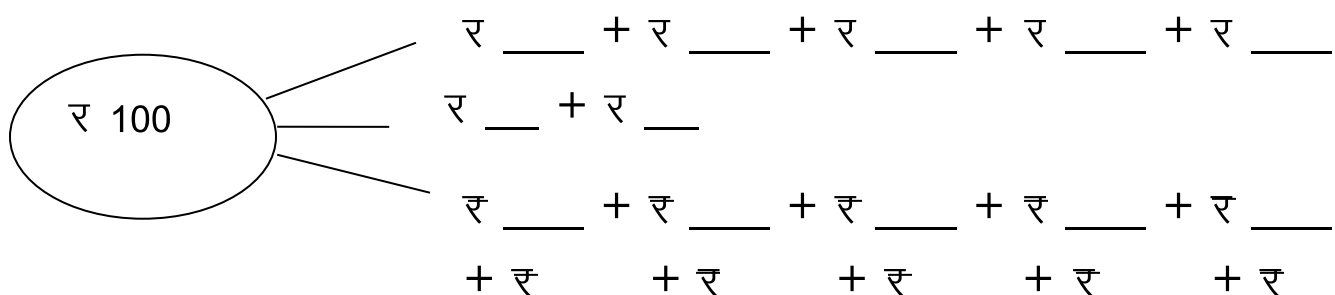 र ____ + र ____ + र ____ + र ____ + र ____
र 100
र __ + र __
₹ ____ + ₹ ____ + ₹ ____ + ₹ ____ + ₹ ____
+ ₹ + ₹ + ₹ + ₹ + ₹